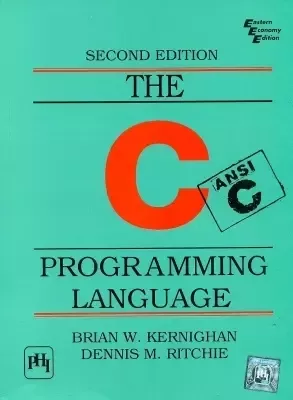 Eastern
Economy
Edition
SECOND EDITION
THE
C
ANSI
C
PROGRAMMING
LANGUAGE
BRIAN W. KERNIGHAN
DENNIS M. RITCHIE
PHI